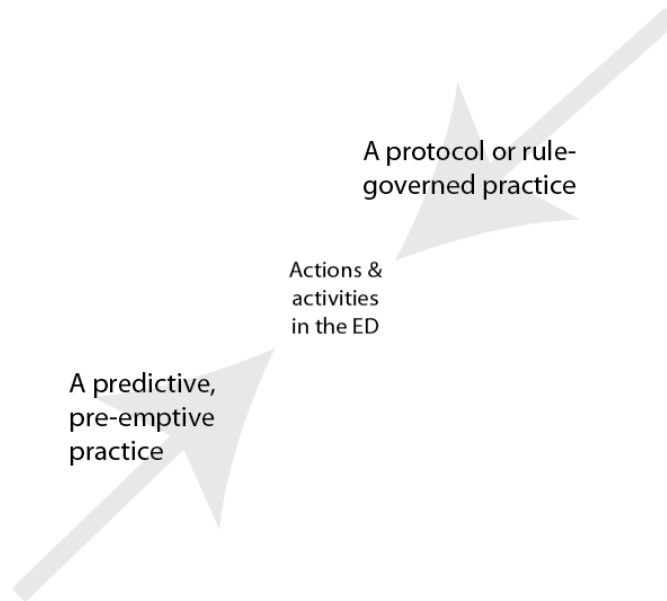 A protocol or rule-
governed practice
Actions &
activities
in the ED
A predictive,
pre-emptive
practice